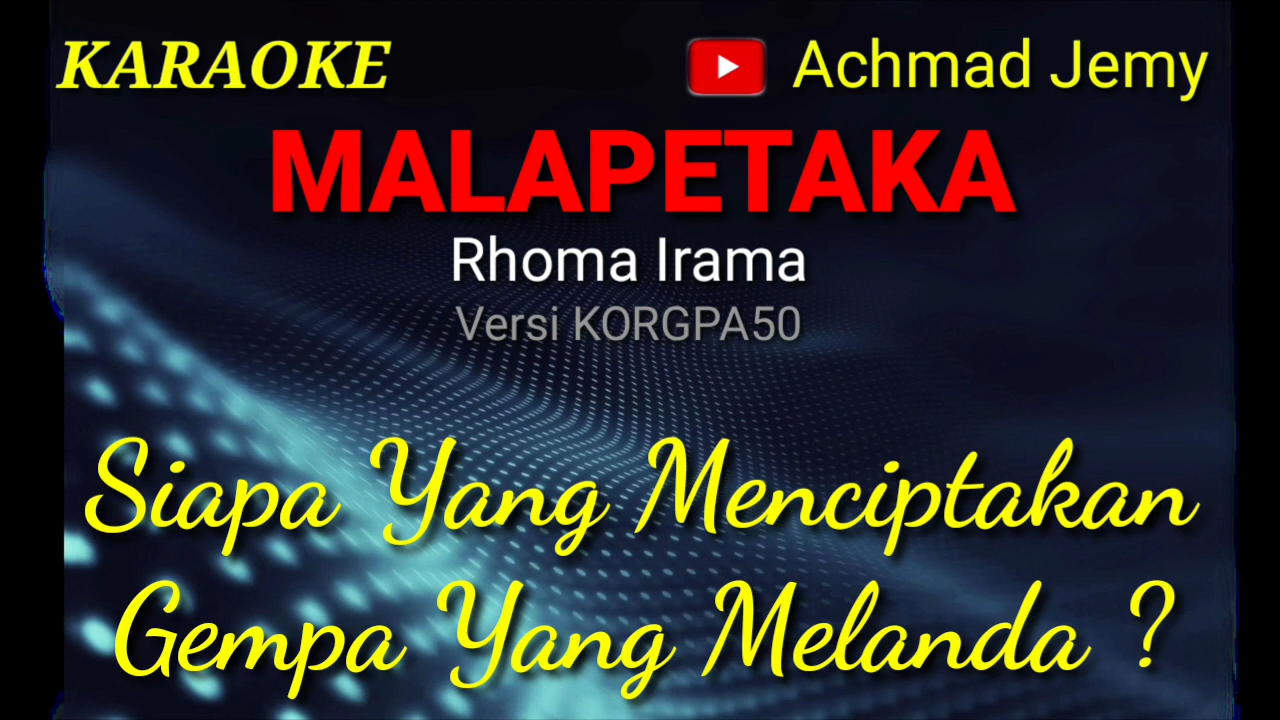 KARAOKE
Achmad Jemy
MALAPETAKA
Rhoma Irama
Versi KORGPA50
Siapa Yang Menciptakan
Gempa Yang Melanda ?